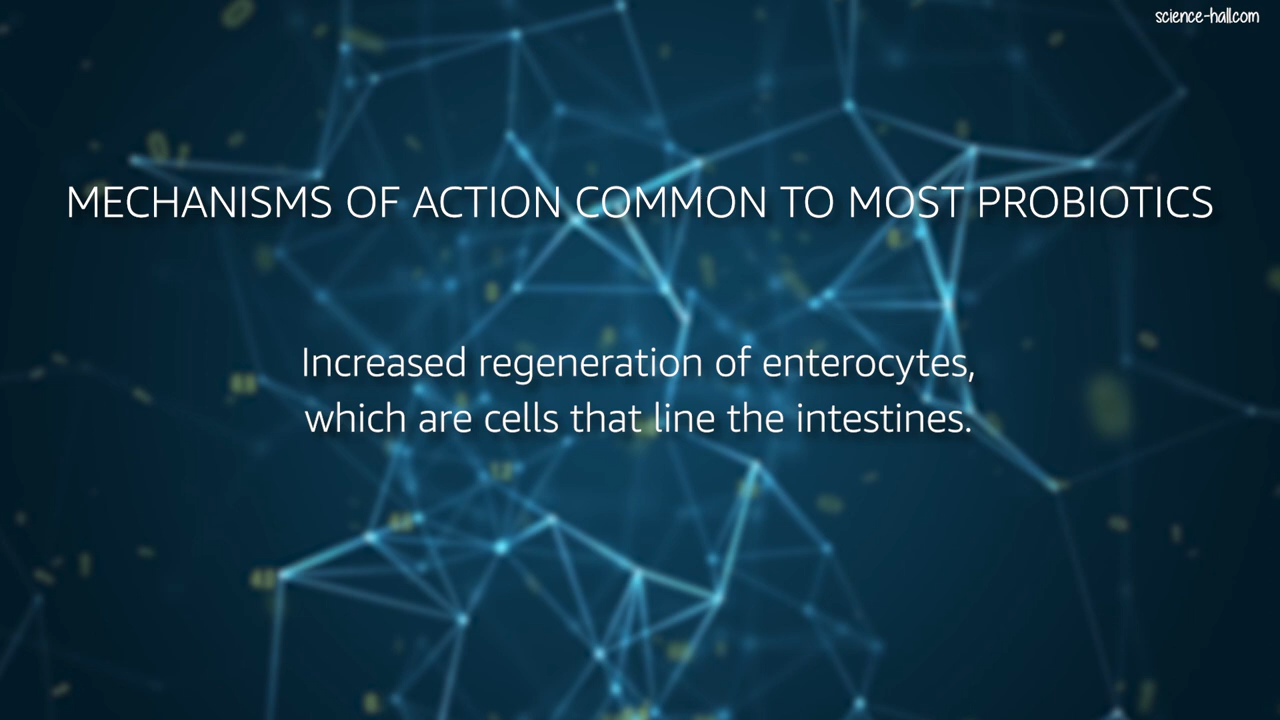 science-hall.com
MECHANISMS OF ACTION COMMON TO MOST PROBIOTICS
Increased regeneration of enterocytes,
which are cells that line the intestines.